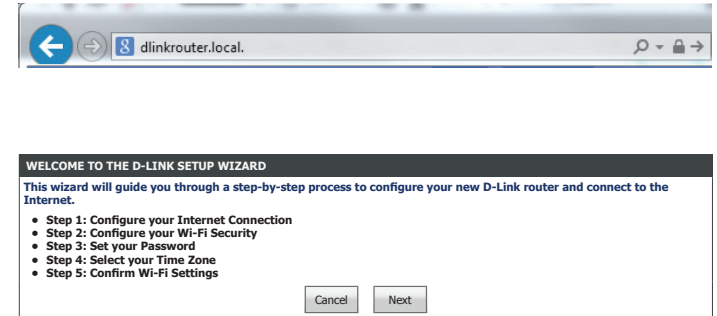 8 dlinkrouter.local.
WELCOME TO THE D-LINK SETUP WIZARD
This wizard will guide you through a step-by-step process to configure your new D-Link router and connect to the
Internet.
• Step 1: Configure your Internet Connection
• Step 2: Configure your Wi-Fi Security
• Step 3: Set your Password
• Step 4: Select your Time Zone
• Step 5: Confirm Wi-Fi Settings
Cancel Next